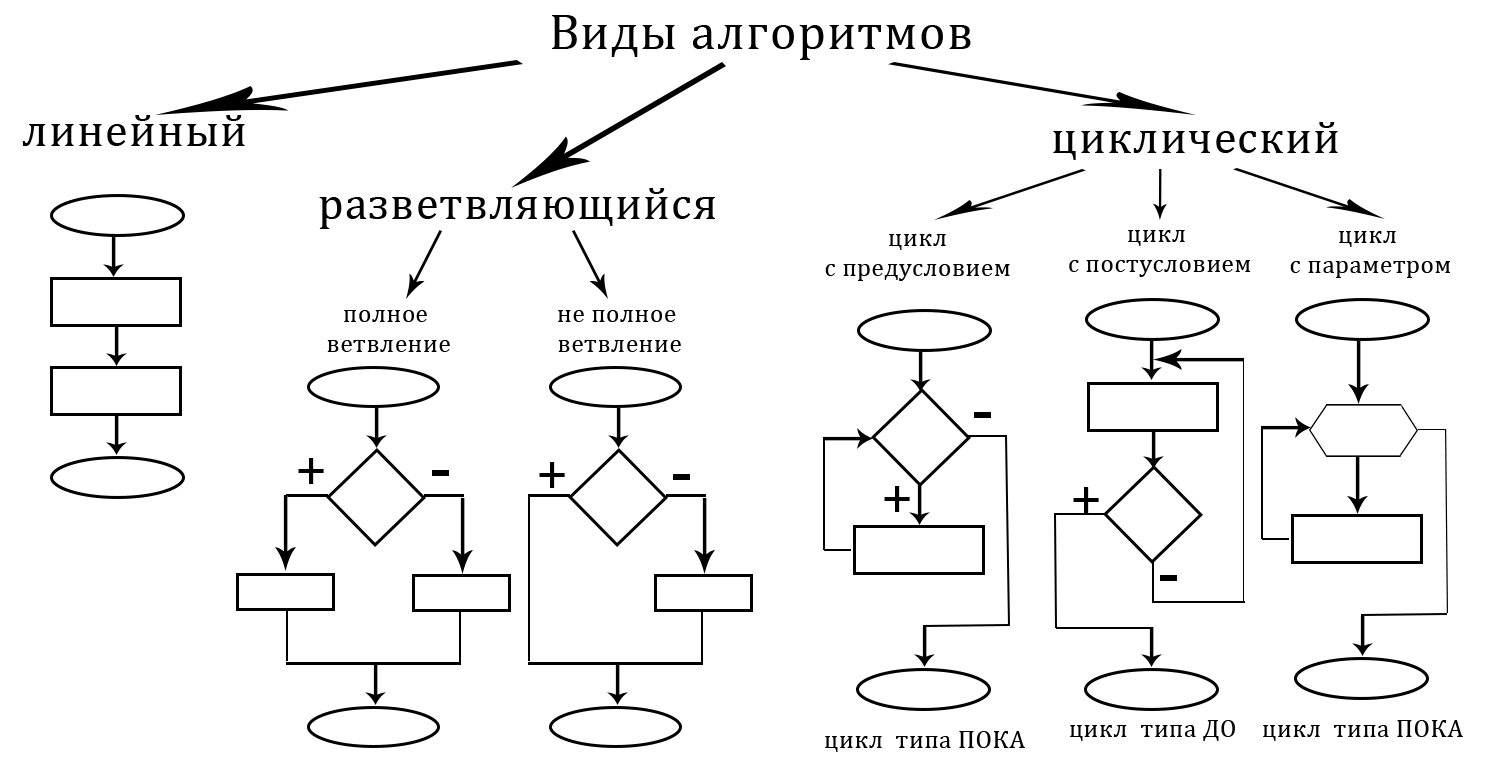 Виды алгоритмов
линейный
разветвляющийся
циклический
полное
ветвление
не полное
ветвление
цикл
с предусловием
цикл
с постусловием
цикл
с параметром
+
-
+
-
-
+
+
-
цикл типа ПОКА
цикл типа ДО
цикл типа ПОКА